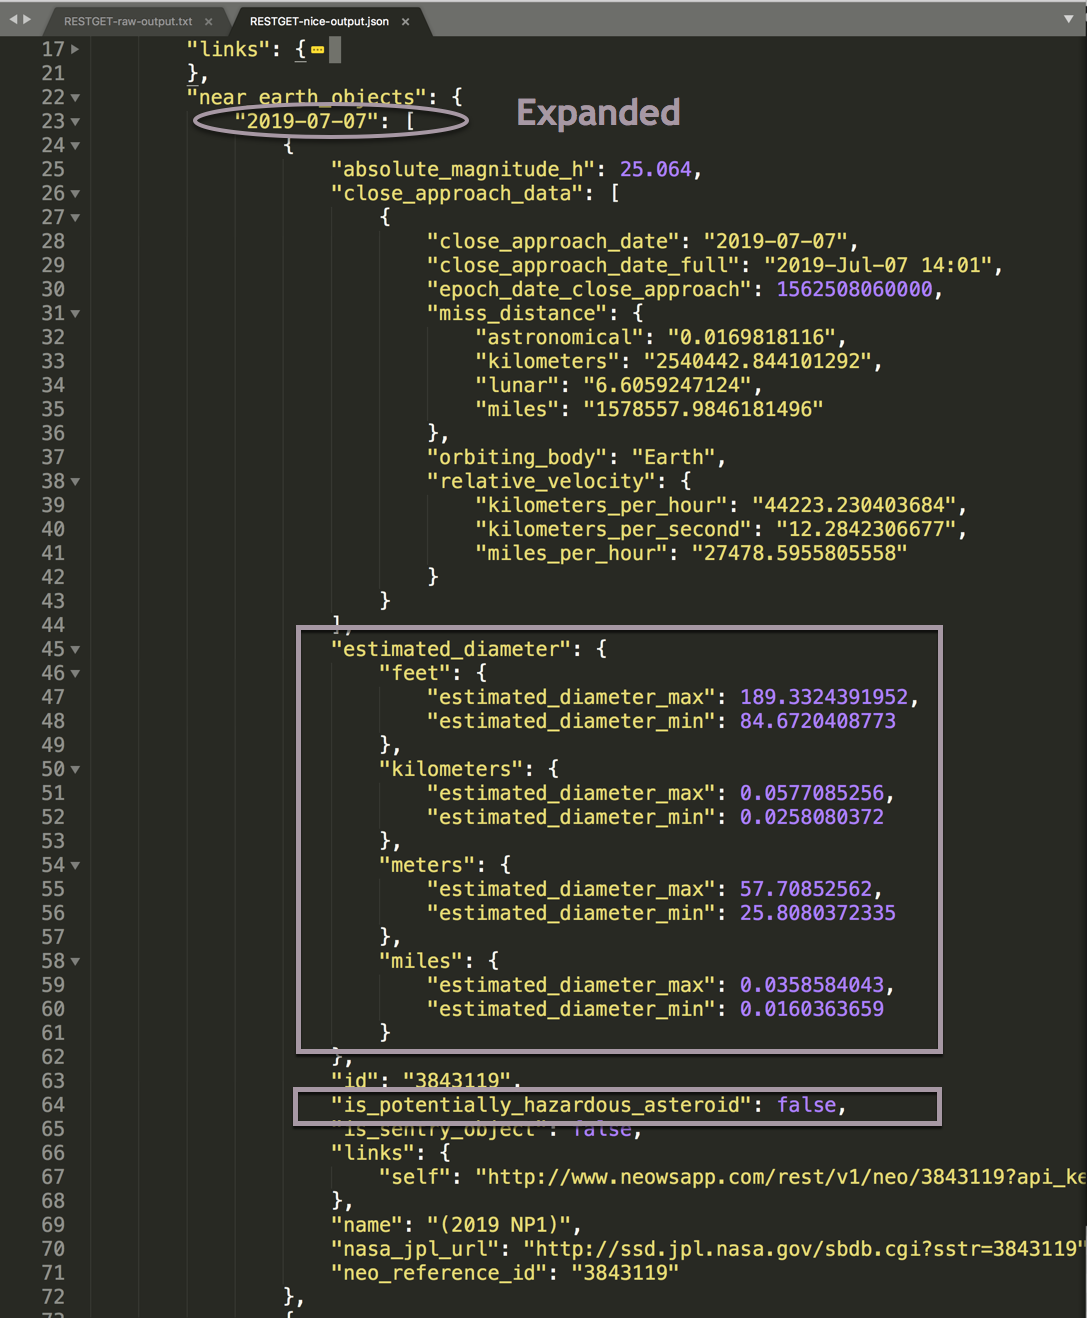 RESTGET-raw-output.txt × RESTGET-nice-output.json ×
17 "links": {
21 },
22 "near_earth_objects": {
Expanded
23 "2019-07-07": [
24 {
25 "absolute_magnitude_h": 25.064,
26 "close_approach_data": [
27 {
28 "close_approach_date": "2019-07-07",
29 "close_approach_date_full": "2019-Jul-07 14:01",
30 "epoch_date_close_approach": 1562508060000,
31 "miss_distance": {
32 "astronomical": "0.0169818116",
33 "kilometers": "2540442.844101292",
34 "lunar": "6.6059247124",
35 "miles": "1578557.9846181496"
36 },
37 "orbiting_body": "Earth",
38 "relative_velocity": {
39 "kilometers_per_hour": "44223.230403684",
40 "kilometers_per_second": "12.2842306677",
41 "miles_per_hour": "27478.5955805558"
42 }
43 }
44 ],
45 "estimated_diameter": {
46 "feet": {
47 "estimated_diameter_max": 189.3324391952,
48 "estimated_diameter_min": 84.6720408773
49 },
50 "kilometers": {
51 "estimated_diameter_max": 0.0577085256,
52 "estimated_diameter_min": 0.0258080372
53 },
54 "meters": {
55 "estimated_diameter_max": 57.70852562,
56 "estimated_diameter_min": 25.8080372335
57 },
58 "miles": {
59 "estimated_diameter_max": 0.0358584043,
60 "estimated_diameter_min": 0.0160363659
61 }
62 },
63 "id": "3843119",
64 "is_potentially_hazardous_asteroid": false,
65 "is_sentry_object": false,
66 "links": {
67 "self": "http://www.neowsapp.com/rest/v1/neo/3843119?api_ke
68 },
69 "name": "(2019 NP1)",
70 "nasa_jpl_url": "http://ssd.jpl.nasa.gov/sbdb.cgi?sstr=3843119"
71 "neo_reference_id": "3843119"
72 },
73 {